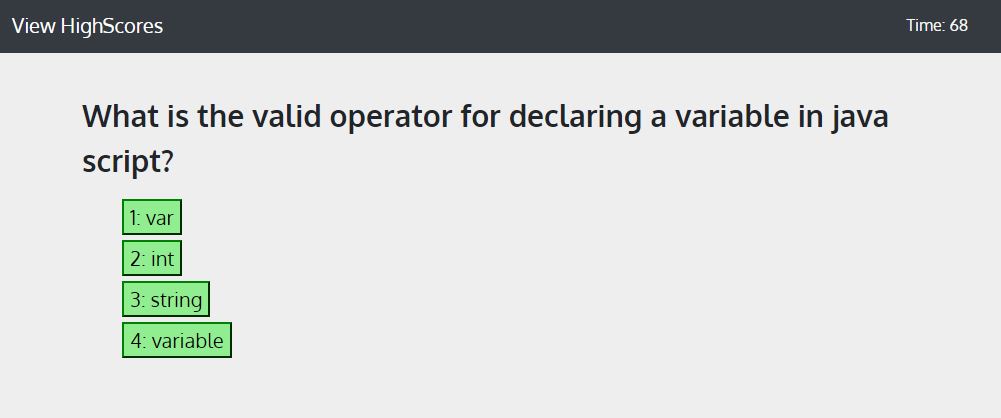 View HighScores
Time: 68
What is the valid operator for declaring a variable in java
script?
1: var
2: int
3: string
4: variable